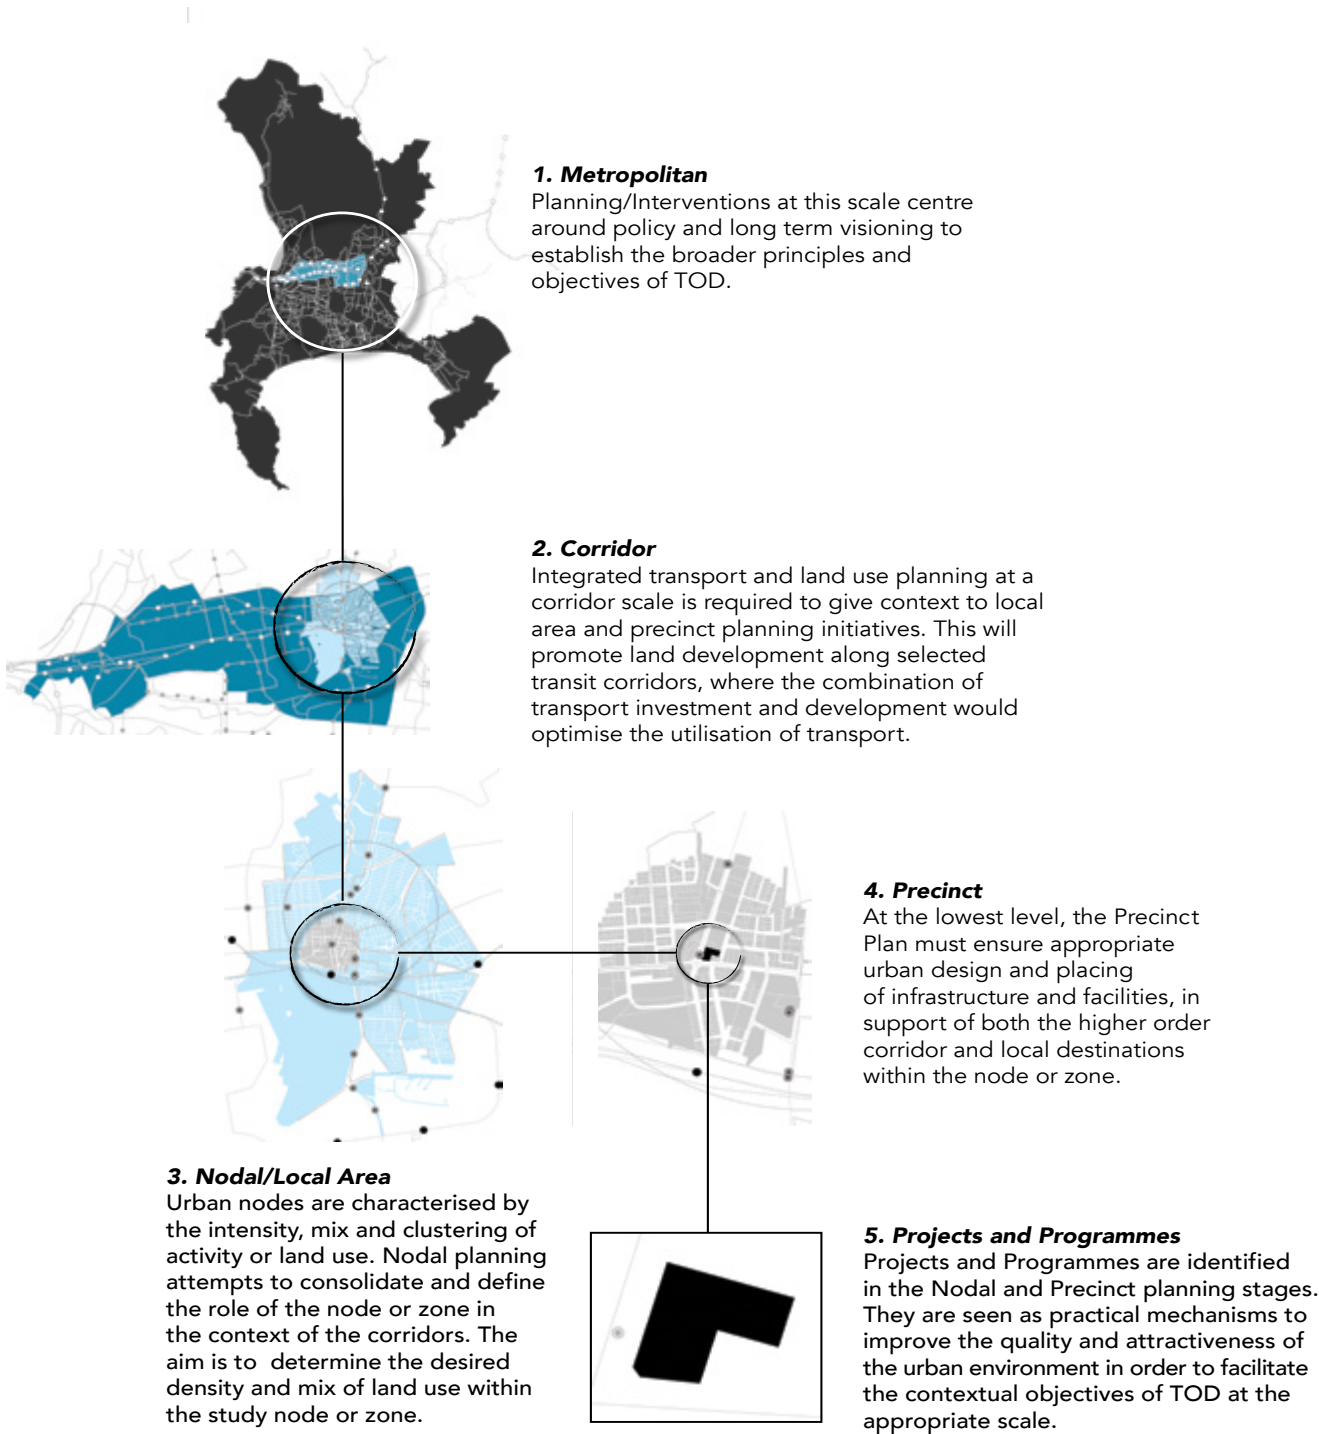 1. Metropolitan
Planning/Interventions at this scale centre
around policy and long term visioning to
establish the broader principles and
objectives of TOD.
2. Corridor
Integrated transport and land use planning at a
corridor scale is required to give context to local
area and precinct planning initiatives. This will
promote land development along selected
transit corridors, where the combination of
transport investment and development would
optimise the utilisation of transport.
3. Nodal/Local Area
Urban nodes are characterised by
the intensity, mix and clustering of
activity or land use. Nodal planning
attempts to consolidate and define
the role of the node or zone in
the context of the corridors. The
aim is to determine the desired
density and mix of land use within
the study node or zone.
4. Precinct
At the lowest level, the Precinct
Plan must ensure appropriate
urban design and placing
of infrastructure and facilities, in
support of both the higher order
corridor and local destinations
within the node or zone.
5. Projects and Programmes
Projects and Programmes are identified
in the Nodal and Precinct planning stages.
They are seen as practical mechanisms to
improve the quality and attractiveness of
the urban environment in order to facilitate
the contextual objectives of TOD at the
appropriate scale.